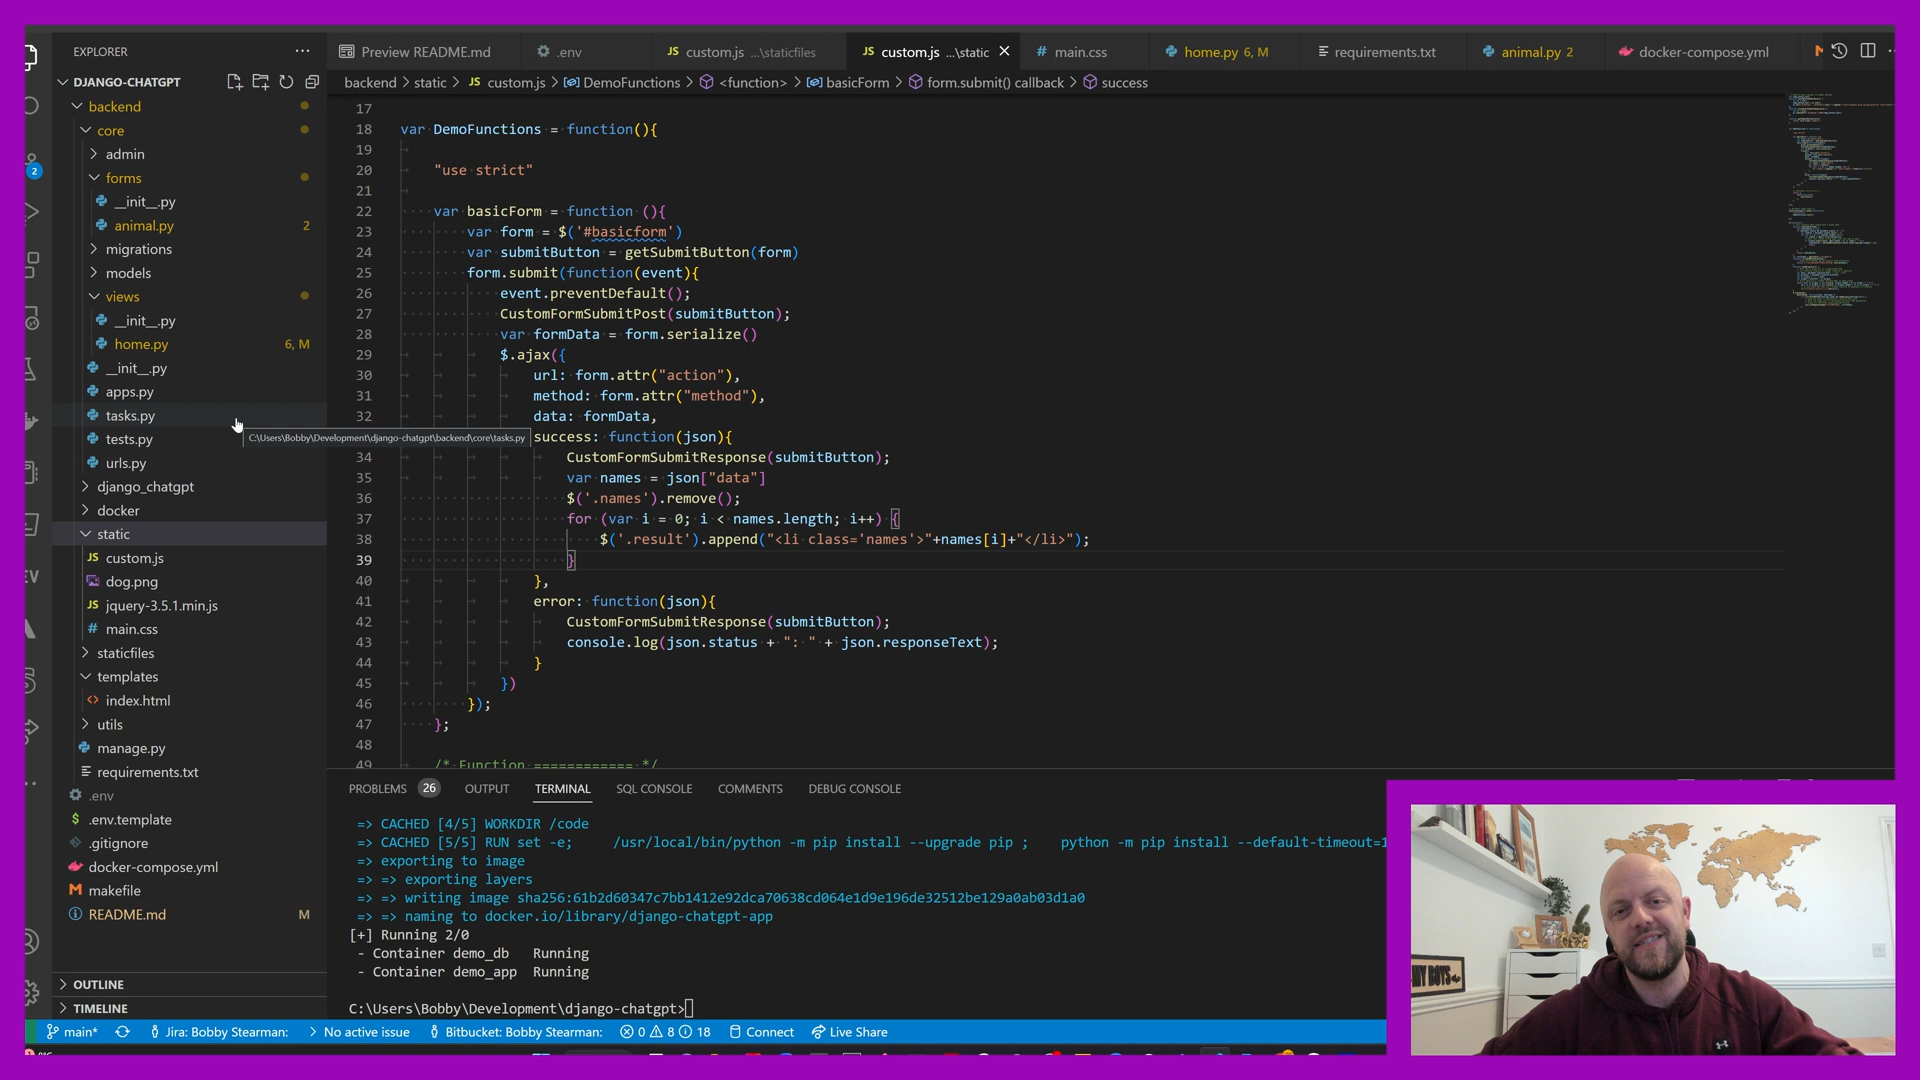 EXPLORER
Preview README.md
.env
JS custom.js ...\staticfiles
JS custom.js ...\static
# main.css
home.py 6, M
requirements.txt
animal.py 2
docker-compose.yml
M
DJANGO-CHATGPT
backend > static > JS custom.js > DemoFunctions > <function> > basicForm > form.submit() callback > success
backend
core
admin
forms
__init__.py
animal.py 2
migrations
models
views
__init__.py
home.py 6, M
__init__.py
apps.py
tasks.py
tests.py
urls.py
django_chatgpt
docker
static
JS custom.js
dog.png
JS jquery-3.5.1.min.js
# main.css
staticfiles
templates
<> index.html
utils
manage.py
requirements.txt
.env
$ .env.template
.gitignore
docker-compose.yml
M makefile
README.md M
OUTLINE
TIMELINE
2
C:\Users\Bobby\Development\django-chatgpt\backend\core\tasks.py
17
18 var DemoFunctions = function(){
19
20 "use strict"
21
22 var basicForm = function (){
23 var form = $('#basicform')
24 var submitButton = getSubmitButton(form)
25 form.submit(function(event){
26 event.preventDefault();
27 CustomFormSubmitPost(submitButton);
28 var formData = form.serialize()
29 $.ajax({
30 url: form.attr("action"),
31 method: form.attr("method"),
32 data: formData,
success: function(json){
34 CustomFormSubmitResponse(submitButton);
35 var names = json["data"]
36 $('.names').remove();
37 for (var i = 0; i < names.length; i++) {
38 $('.result').append("<li class='names'>"+names[i]+"</li>");
39 }
40 },
41 error: function(json){
42 CustomFormSubmitResponse(submitButton);
43 console.log(json.status + ": " + json.responseText);
44 }
45 })
46 });
47 };
48
49 /* Function ============ */
PROBLEMS 26 OUTPUT TERMINAL SQL CONSOLE COMMENTS DEBUG CONSOLE
=> CACHED [4/5] WORKDIR /code
=> CACHED [5/5] RUN set -e; /usr/local/bin/python -m pip install --upgrade pip ; python -m pip install --default-timeout=1
=> exporting to image
=> => exporting layers
=> => writing image sha256:61b2d60347c7bb1412e92dca70638cd064e1d9e196de32512be129a0ab03d1a0
=> => naming to docker.io/library/django-chatgpt-app
[+] Running 2/0
- Container demo_db Running
- Container demo_app Running
C:\Users\Bobby\Development\django-chatgpt>
MY BOYS
main* Jira: Bobby Stearman: > No active issue Bitbucket: Bobby Stearman: 0 8 18 Connect Live Share